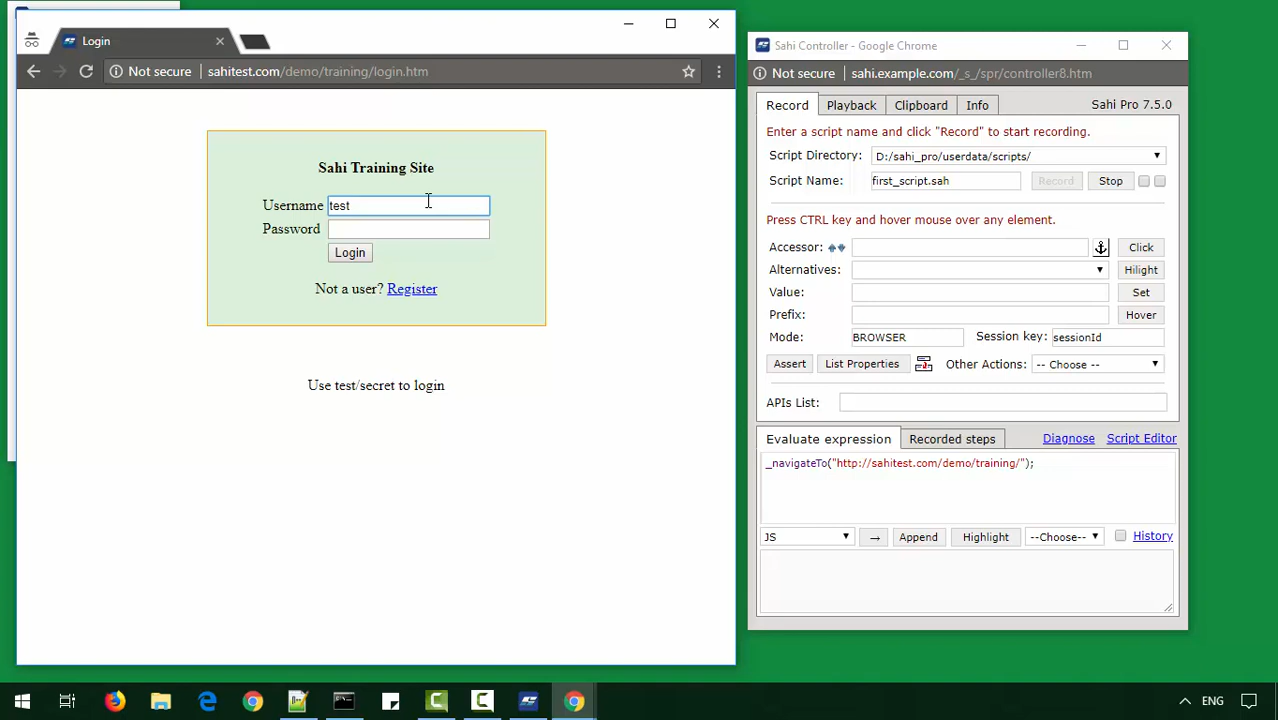 Login
Not secure
sahitest.com/demo/training/login.htm
Sahi Training Site
Username test
Password
Login
Not a user? Register
Use test/secret to login
Sahi Controller - Google Chrome
Not secure
sahi.example.com/_s_/spr/controller8.htm
Record Playback Clipboard Info Sahi Pro 7.5.0
Enter a script name and click "Record" to start recording.
Script Directory: D:/sahi_pro/userdata/scripts/
Script Name: first_script.sah Record Stop
Press CTRL key and hover mouse over any element.
Accessor: Click
Alternatives: Hilight
Value: Set
Prefix: Hover
Mode: BROWSER Session key: sessionId
Assert List Properties Other Actions: -- Choose --
APIs List:
Evaluate expression Recorded steps Diagnose Script Editor
_navigateTo("http://sahitest.com/demo/training/");
JS → Append Highlight --Choose-- History
ENG